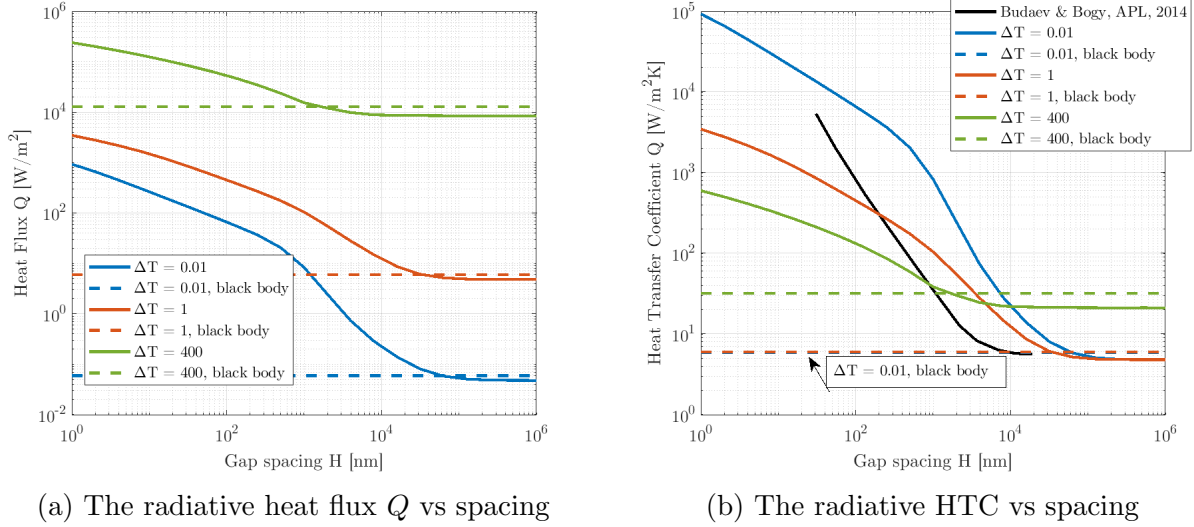 10^6
10^4
10^2
10^0
10^-2
Heat Flux Q [W/m^2]
ΔT = 0.01
ΔT = 0.01, black body
ΔT = 1
ΔT = 1, black body
ΔT = 400
ΔT = 400, black body
10^0
10^2
10^4
10^6
Gap spacing H [nm]
(a) The radiative heat flux Q vs spacing
10^5
10^4
10^3
10^2
10^1
10^0
Heat Transfer Coefficient Q [W/m^2K]
Budaev & Bogy, APL, 2014
ΔT = 0.01
ΔT = 0.01, black body
ΔT = 1
ΔT = 1, black body
ΔT = 400
ΔT = 400, black body
ΔT = 0.01, black body
10^0
10^2
10^4
10^6
Gap spacing H [nm]
(b) The radiative HTC vs spacing